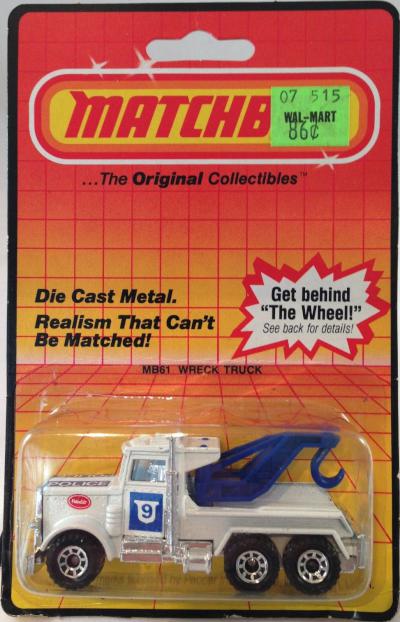 MATCHB
07 515
WAL-MART
86¢
...The Original Collectibles™
Die Cast Metal.
Realism That Can't
Be Matched!
Get behind
"The Wheel!"
See back for details!
MB61 WRECK TRUCK
POLICE
9